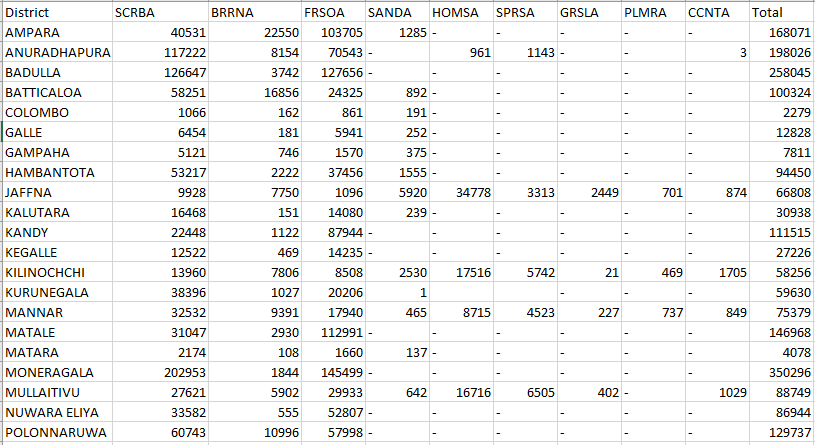 District SCRBA BRRNA FRSOA SANDA HOMSA SPRSA GRSLA PLMRA CCNTA Total
AMPARA 40531 22550 103705 1285 - - - - - 168071
ANURADHAPURA 117222 8154 70543 - 961 1143 - - 3 198026
BADULLA 126647 3742 127656 - - - - - - 258045
BATTICALOA 58251 16856 24325 892 - - - - - 100324
COLOMBO 1066 162 861 191 - - - - - 2279
GALLE 6454 181 5941 252 - - - - - 12828
GAMPAHA 5121 746 1570 375 - - - - - 7811
HAMBANTOTA 53217 2222 37456 1555 - - - - - 94450
JAFFNA 9928 7750 1096 5920 34778 3313 2449 701 874 66808
KALUTARA 16468 151 14080 239 - - - - - 30938
KANDY 22448 1122 87944 - - - - - - 111515
KEGALLE 12522 469 14235 - - - - - - 27226
KILINOCHCHI 13960 7806 8508 2530 17516 5742 21 469 1705 58256
KURUNEGALA 38396 1027 20206 1 - - - 59630
MANNAR 32532 9391 17940 465 8715 4523 227 737 849 75379
MATALE 31047 2930 112991 - - - - - - 146968
MATARA 2174 108 1660 137 - - - - - 4078
MONERAGALA 202953 1844 145499 - - - - - - 350296
MULLAITIVU 27621 5902 29933 642 16716 6505 402 - 1029 88749
NUWARA ELIYA 33582 555 52807 - - - - - - 86944
POLONNARUWA 60743 10996 57998 - - - - - - 129737